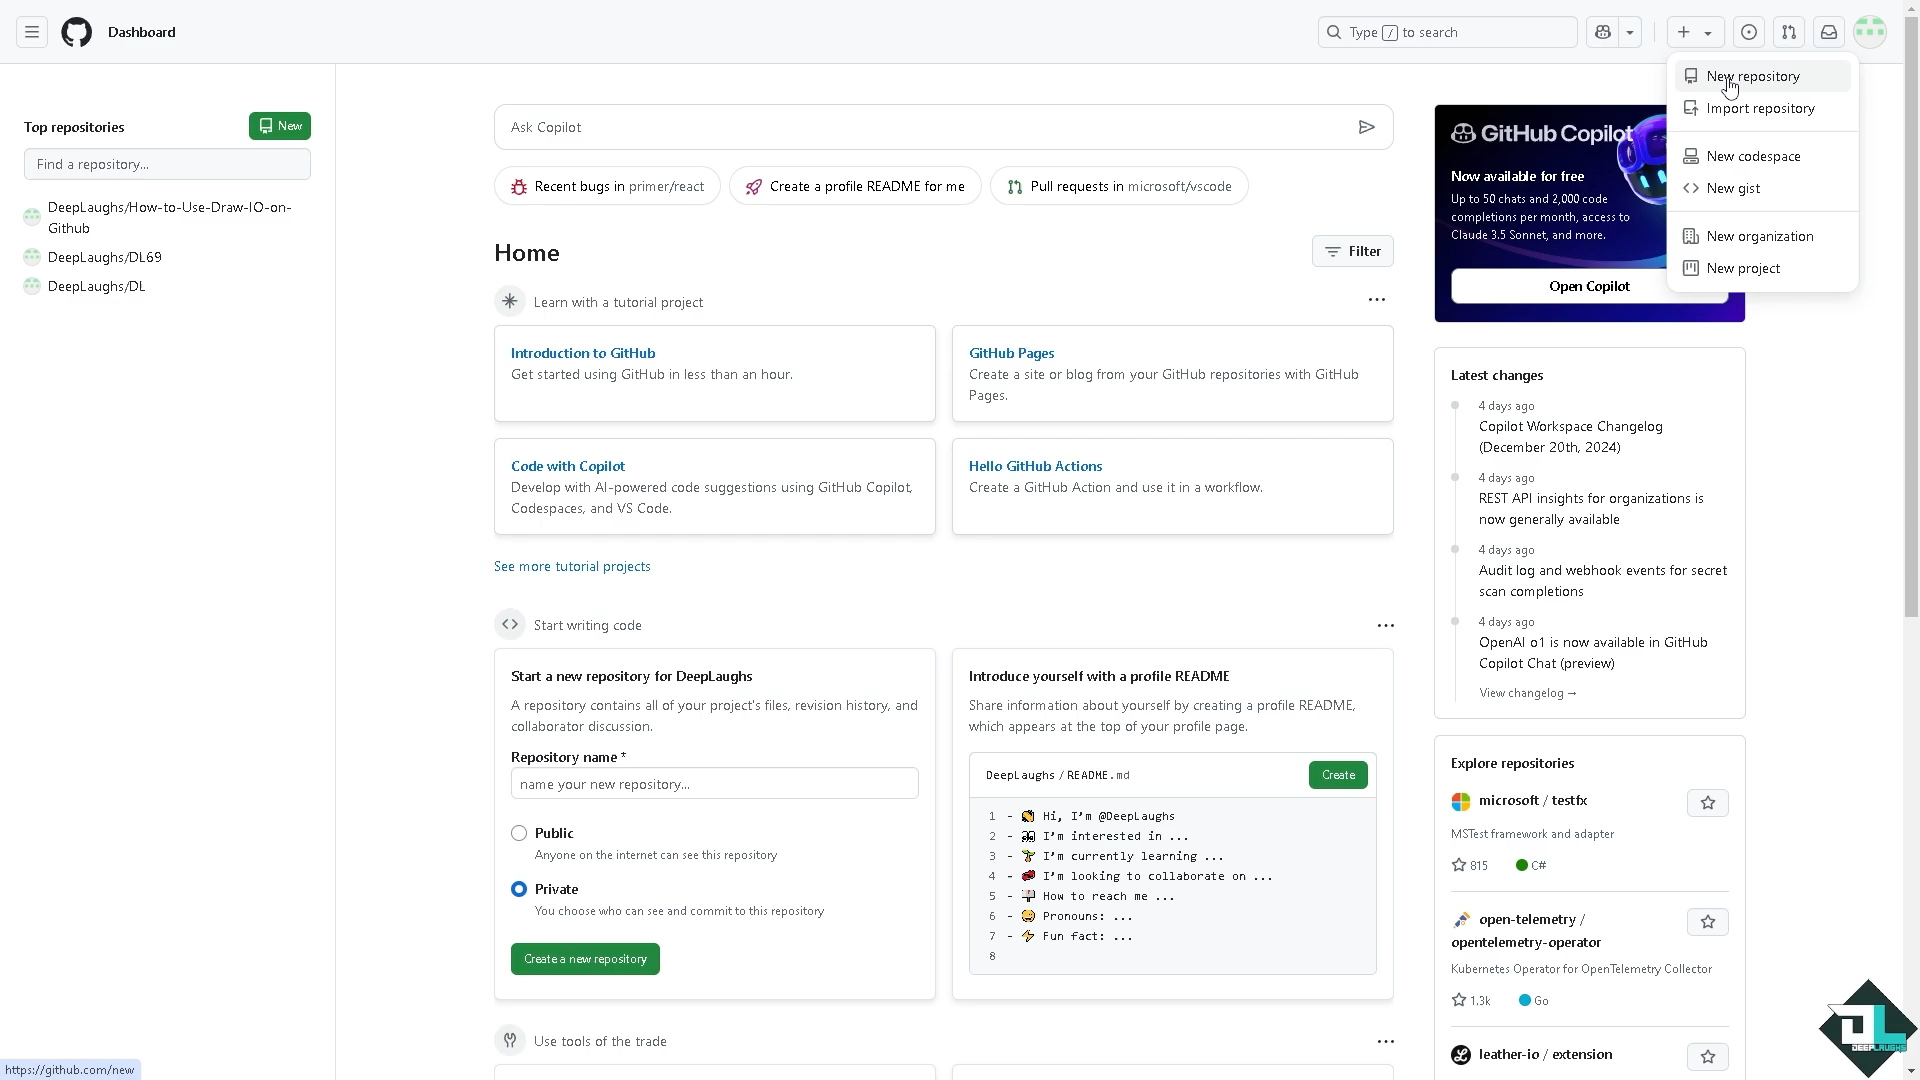 Dashboard
Type / to search
New repository
Import repository
New codespace
New gist
New organization
New project
Top repositories
New
Find a repository...
DeepLaughs/How-to-Use-Draw-IO-on-
Github
DeepLaughs/DL69
DeepLaughs/DL
Ask Copilot
Recent bugs in primer/react
Create a profile README for me
Pull requests in microsoft/vscode
Home
Filter
Learn with a tutorial project
Introduction to GitHub
Get started using GitHub in less than an hour.
GitHub Pages
Create a site or blog from your GitHub repositories with GitHub
Pages.
Code with Copilot
Develop with AI-powered code suggestions using GitHub Copilot,
Codespaces, and VS Code.
Hello GitHub Actions
Create a GitHub Action and use it in a workflow.
See more tutorial projects
Start writing code
Start a new repository for DeepLaughs
A repository contains all of your project's files, revision history, and
collaborator discussion.
Repository name *
name your new repository...
Public
Anyone on the internet can see this repository
Private
You choose who can see and commit to this repository
Create a new repository
Introduce yourself with a profile README
Share information about yourself by creating a profile README,
which appears at the top of your profile page.
DeepLaughs / README.md
Create
1 - 👋 Hi, I'm @DeepLaughs
2 - 👀 I'm interested in ...
3 - 🌱 I'm currently learning ...
4 - 💞️ I'm looking to collaborate on ...
5 - 📫 How to reach me ...
6 - 😄 Pronouns: ...
7 - ⚡ Fun fact: ...
8
Use tools of the trade
GitHub Copilot
Now available for free
Up to 50 chats and 2,000 code
completions per month, access to
Claude 3.5 Sonnet, and more.
Open Copilot
Latest changes
4 days ago
Copilot Workspace Changelog
(December 20th, 2024)
4 days ago
REST API insights for organizations is
now generally available
4 days ago
Audit log and webhook events for secret
scan completions
4 days ago
OpenAI o1 is now available in GitHub
Copilot Chat (preview)
View changelog →
Explore repositories
microsoft / testfx
MSTest framework and adapter
815 C#
open-telemetry /
opentelemetry-operator
Kubernetes Operator for OpenTelemetry Collector
1.3k Go
leather-io / extension
https://github.com/new
DL
DEEPLAUGHS